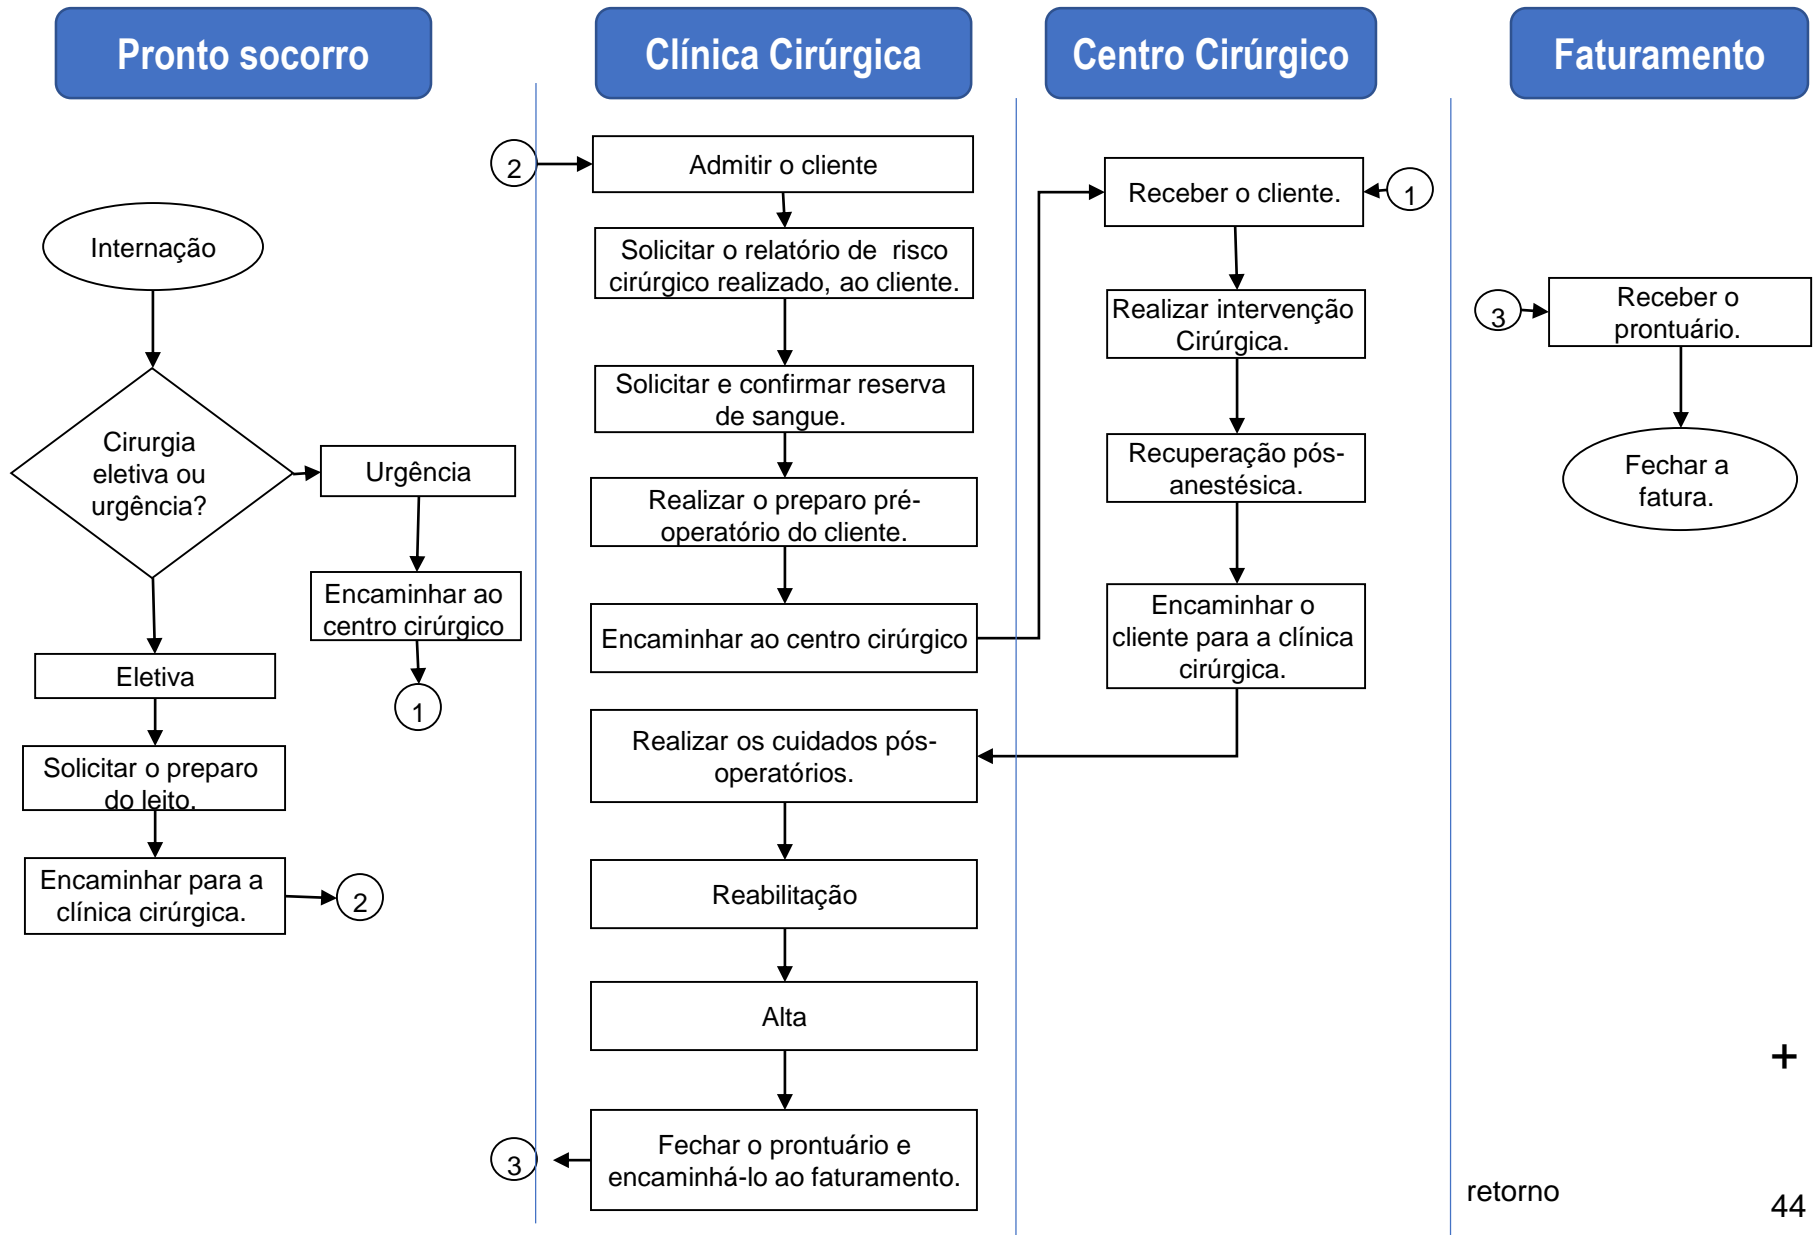 Pronto socorro
Clínica Cirúrgica
Centro Cirúrgico
Faturamento
Internação
Cirurgia
eletiva ou
urgência?
Urgência
Encaminhar ao
centro cirúrgico
1
Eletiva
Solicitar o preparo
do leito.
Encaminhar para a
clínica cirúrgica.
2
2
Admitir o cliente
Solicitar o relatório de risco
cirúrgico realizado, ao cliente.
Solicitar e confirmar reserva
de sangue.
Realizar o preparo pré-
operatório do cliente.
Encaminhar ao centro cirúrgico
Realizar os cuidados pós-
operatórios.
Reabilitação
Alta
Fechar o prontuário e
encaminhá-lo ao faturamento.
3
Receber o cliente.
1
Realizar intervenção
Cirúrgica.
Recuperação pós-
anestésica.
Encaminhar o
cliente para a clínica
cirúrgica.
3
Receber o
prontuário.
Fechar a
fatura.
+
retorno
44